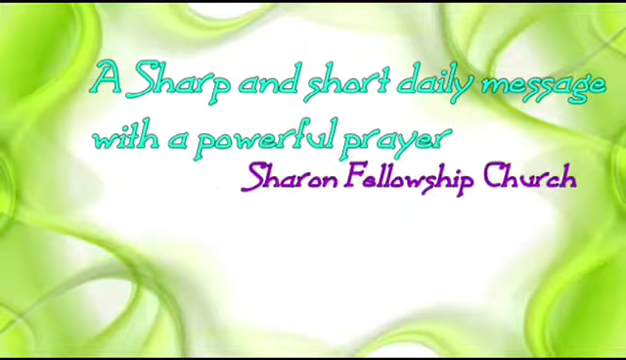 A Sharp and short daily message
with a powerful prayer
Sharon Fellowship Church